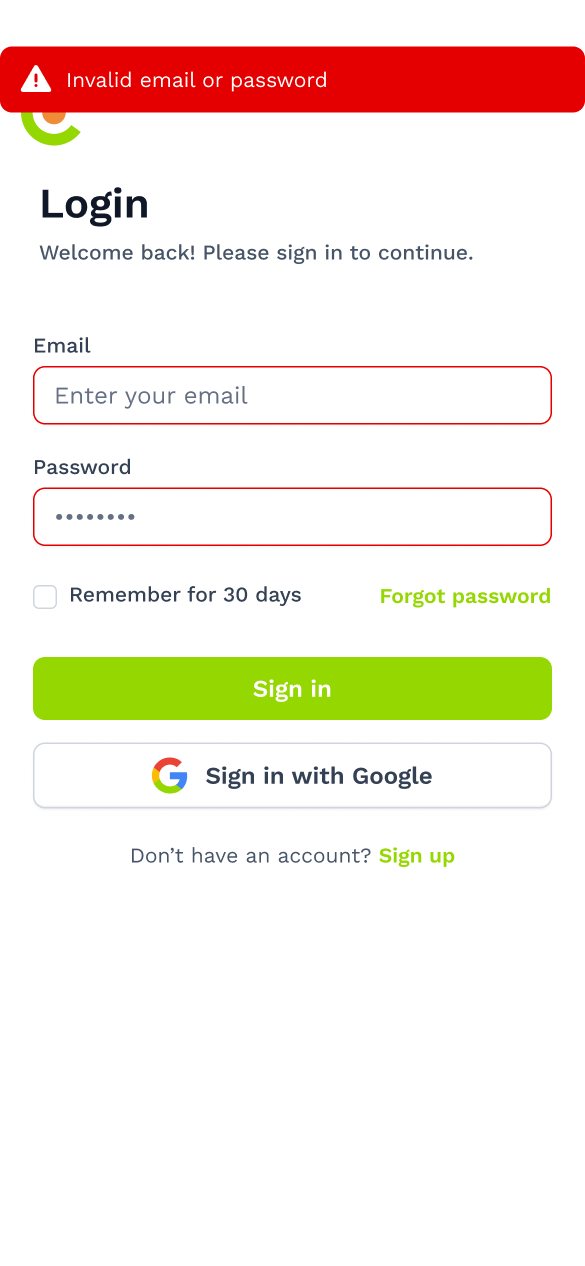 Invalid email or password
Login
Welcome back! Please sign in to continue.
Email
Enter your email
Password
••••••••
Remember for 30 days
Forgot password
Sign in
Sign in with Google
Don’t have an account? Sign up